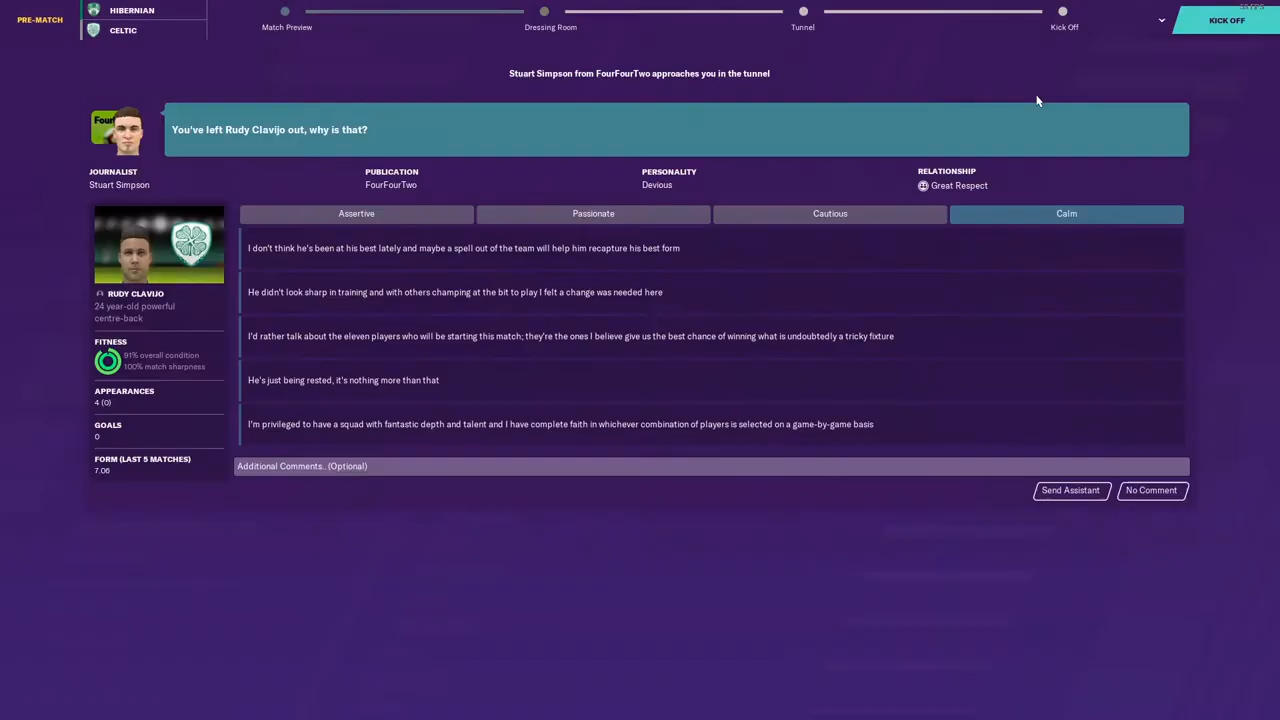 PRE-MATCH
HIBERNIAN
CELTIC
Match Preview
Dressing Room
Tunnel
Kick Off
KICK OFF
Stuart Simpson from FourFourTwo approaches you in the tunnel
Four
You've left Rudy Clavijo out, why is that?
JOURNALIST
Stuart Simpson
PUBLICATION
FourFourTwo
PERSONALITY
Devious
RELATIONSHIP
Great Respect
Assertive
Passionate
Cautious
Calm
I don't think he's been at his best lately and maybe a spell out of the team will help him recapture his best form
He didn't look sharp in training and with others champing at the bit to play I felt a change was needed here
I'd rather talk about the eleven players who will be starting this match; they're the ones I believe give us the best chance of winning what is undoubtedly a tricky fixture
He's just being rested, it's nothing more than that
I'm privileged to have a squad with fantastic depth and talent and I have complete faith in whichever combination of players is selected on a game-by-game basis
RUDY CLAVIJO
24 year-old powerful
centre-back
FITNESS
91% overall condition
100% match sharpness
APPEARANCES
4 (0)
GOALS
0
FORM (LAST 5 MATCHES)
7.06
Additional Comments.. (Optional)
Send Assistant
No Comment